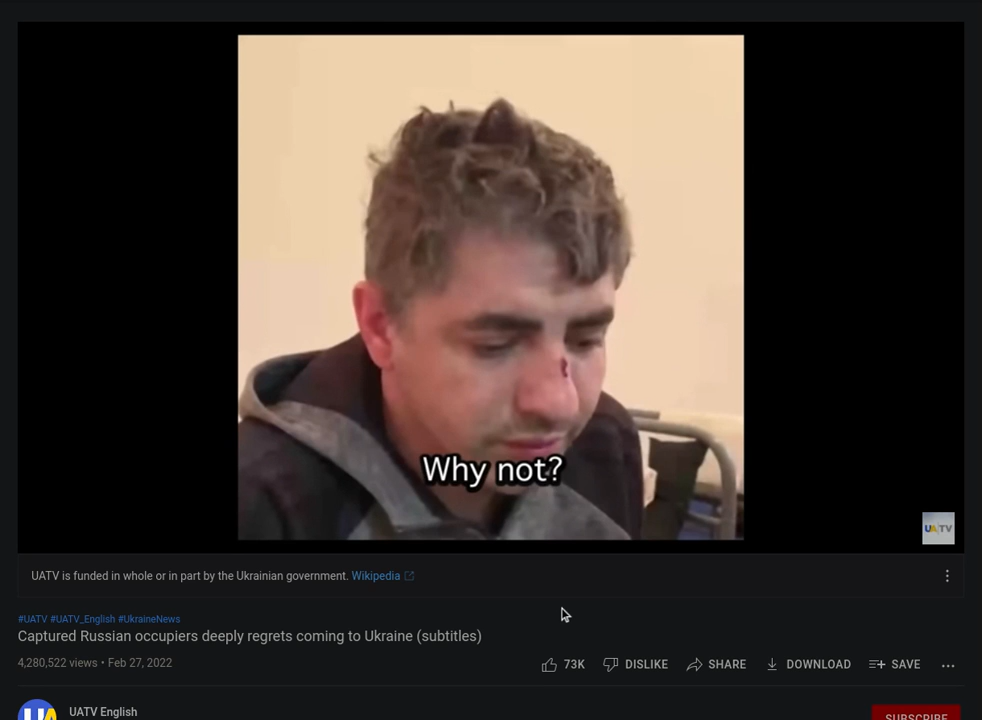 Why not?
UATV
UATV is funded in whole or in part by the Ukrainian government. Wikipedia
#UATV #UATV_English #UkraineNews
Captured Russian occupiers deeply regrets coming to Ukraine (subtitles)
4,280,522 views • Feb 27, 2022
73K DISLIKE SHARE DOWNLOAD SAVE
UA
UATV English
SUBSCRIBE